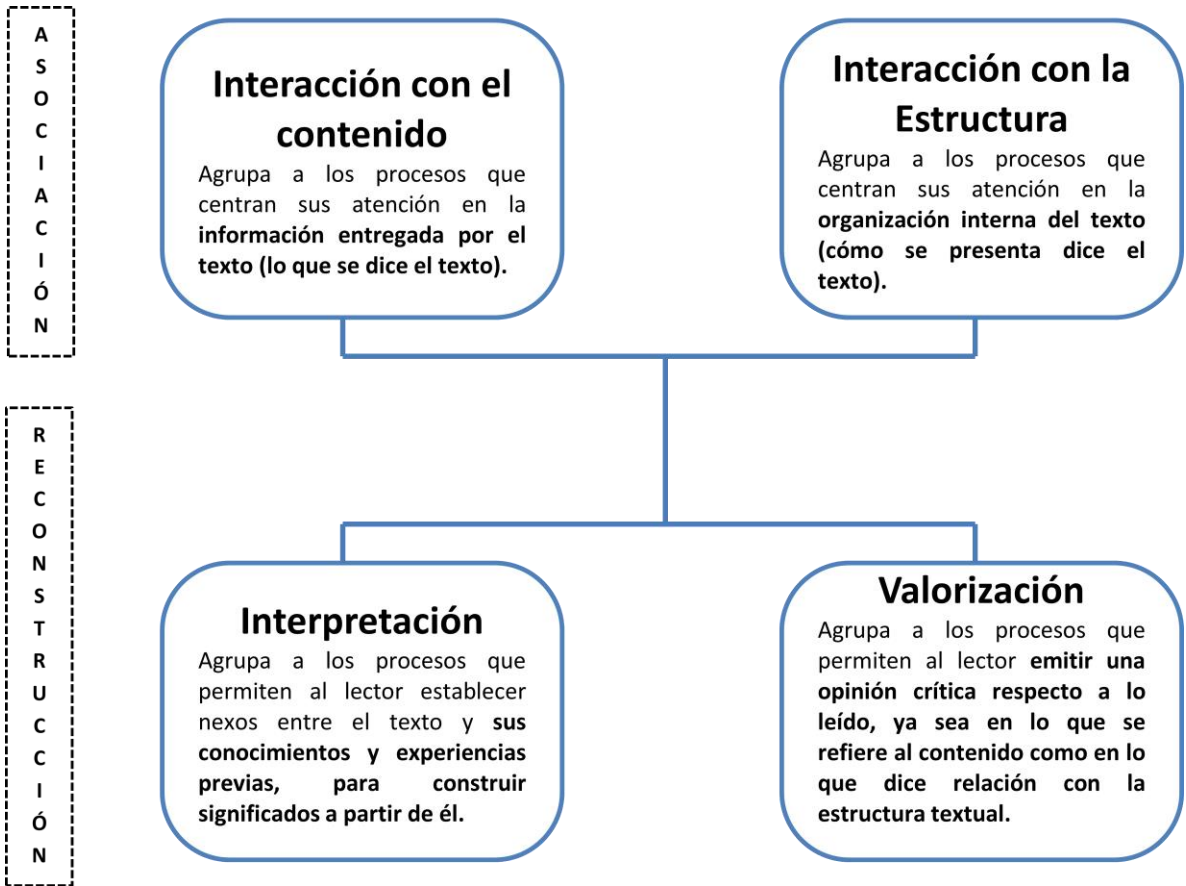 ASOCIACIÓN
Interacción con el
contenido
Agrupa a los procesos que
centran sus atención en la
información entregada por el
texto (lo que se dice el texto).
Interacción con la
Estructura
Agrupa a los procesos que
centran sus atención en la
organización interna del texto
(cómo se presenta dice el
texto).
RECONSTRUCCIÓN
Interpretación
Agrupa a los procesos que
permiten al lector establecer
nexos entre el texto y sus
conocimientos y experiencias
previas, para construir
significados a partir de él.
Valorización
Agrupa a los procesos que
permiten al lector emitir una
opinión crítica respecto a lo
leído, ya sea en lo que se
refiere al contenido como en lo
que dice relación con la
estructura textual.